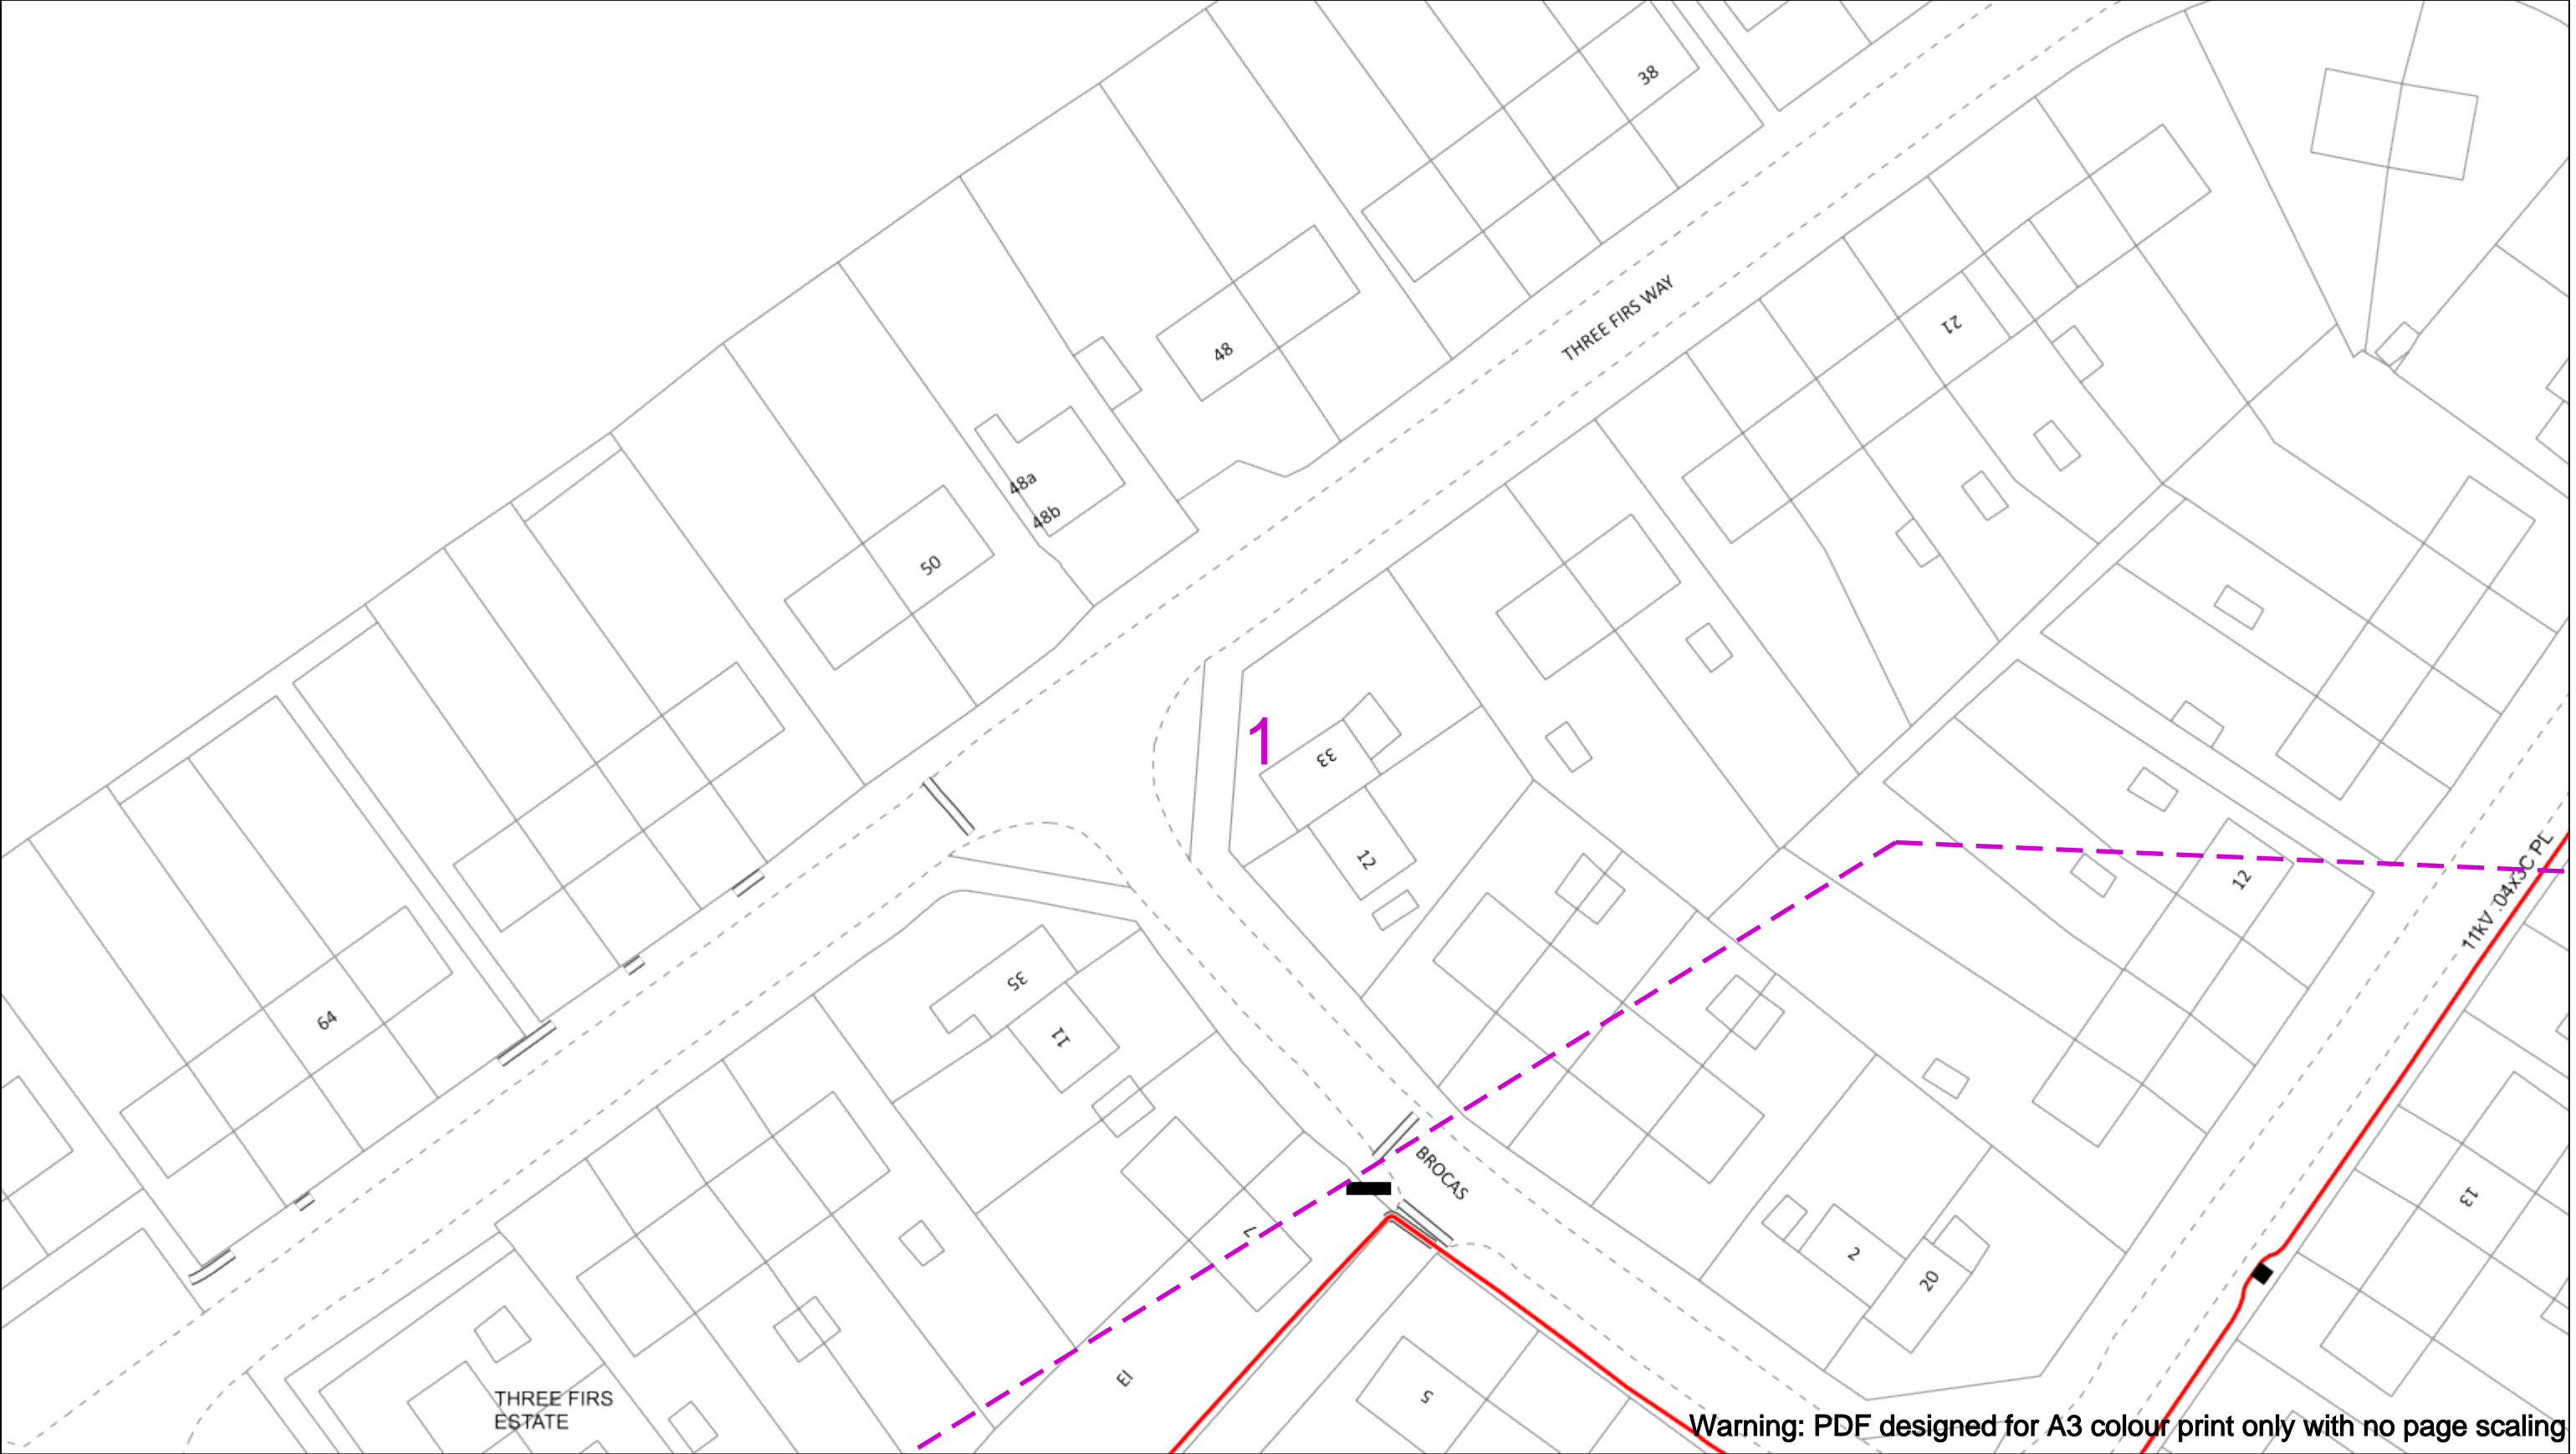 38
THREE FIRS WAY
21
48
48a
48b
50
1
33
12
12
11kV .04x3C PL
35
11
64
BROCAS
13
7
2
20
El
5
THREE FIRS
ESTATE
Warning: PDF designed for A3 colour print only with no page scaling